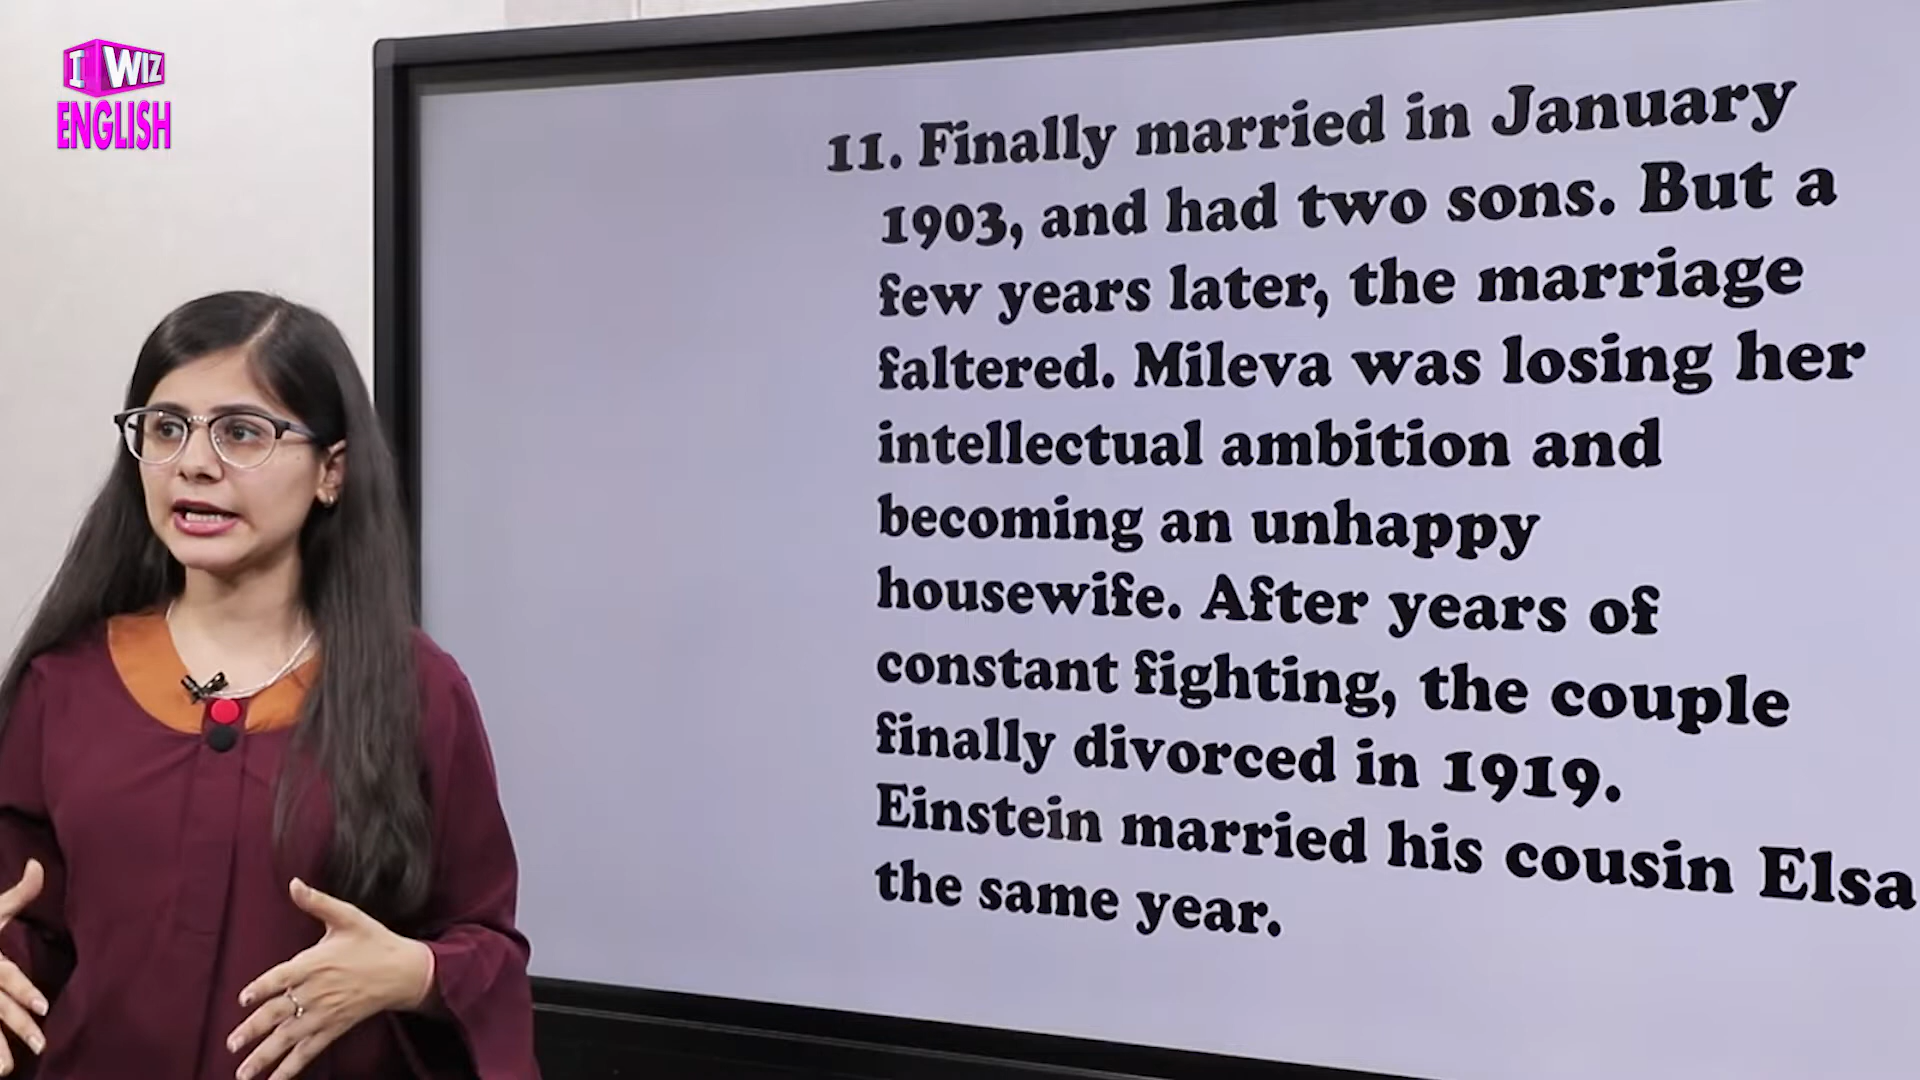 I WIZ
ENGLISH
11. Finally married in January
1903, and had two sons. But a
few years later, the marriage
faltered. Mileva was losing her
intellectual ambition and
becoming an unhappy
housewife. After years of
constant fighting, the couple
finally divorced in 1919.
Einstein married his cousin Elsa
the same year.